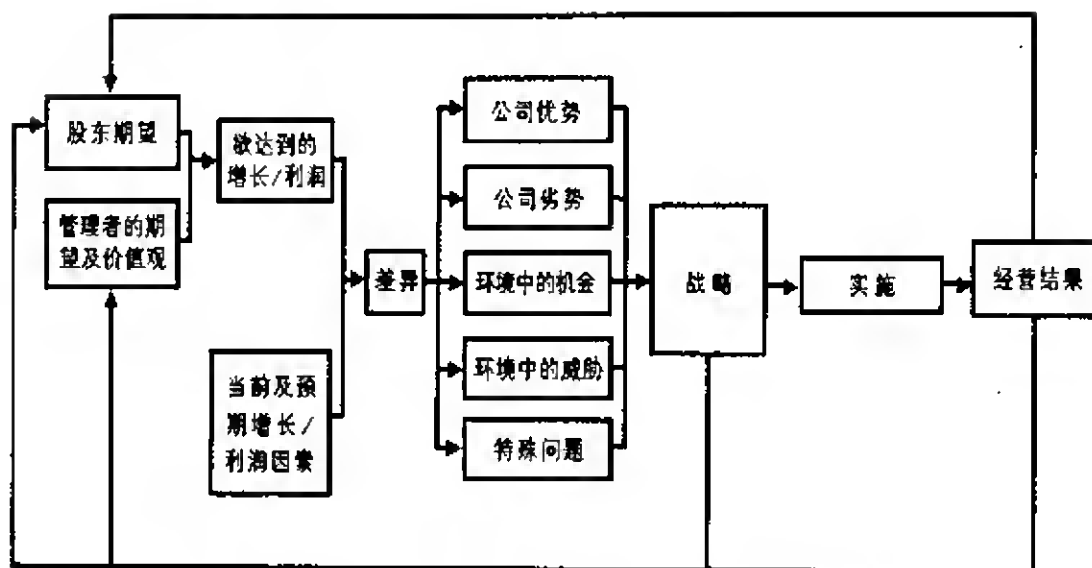 股东期望
管理者的期
望及价值观
欲达到的
增长/利润
当前及预
期增长/
利润因素
差异
公司优势
公司劣势
环境中的机会
环境中的威胁
特殊问题
战略
实施
经营结果